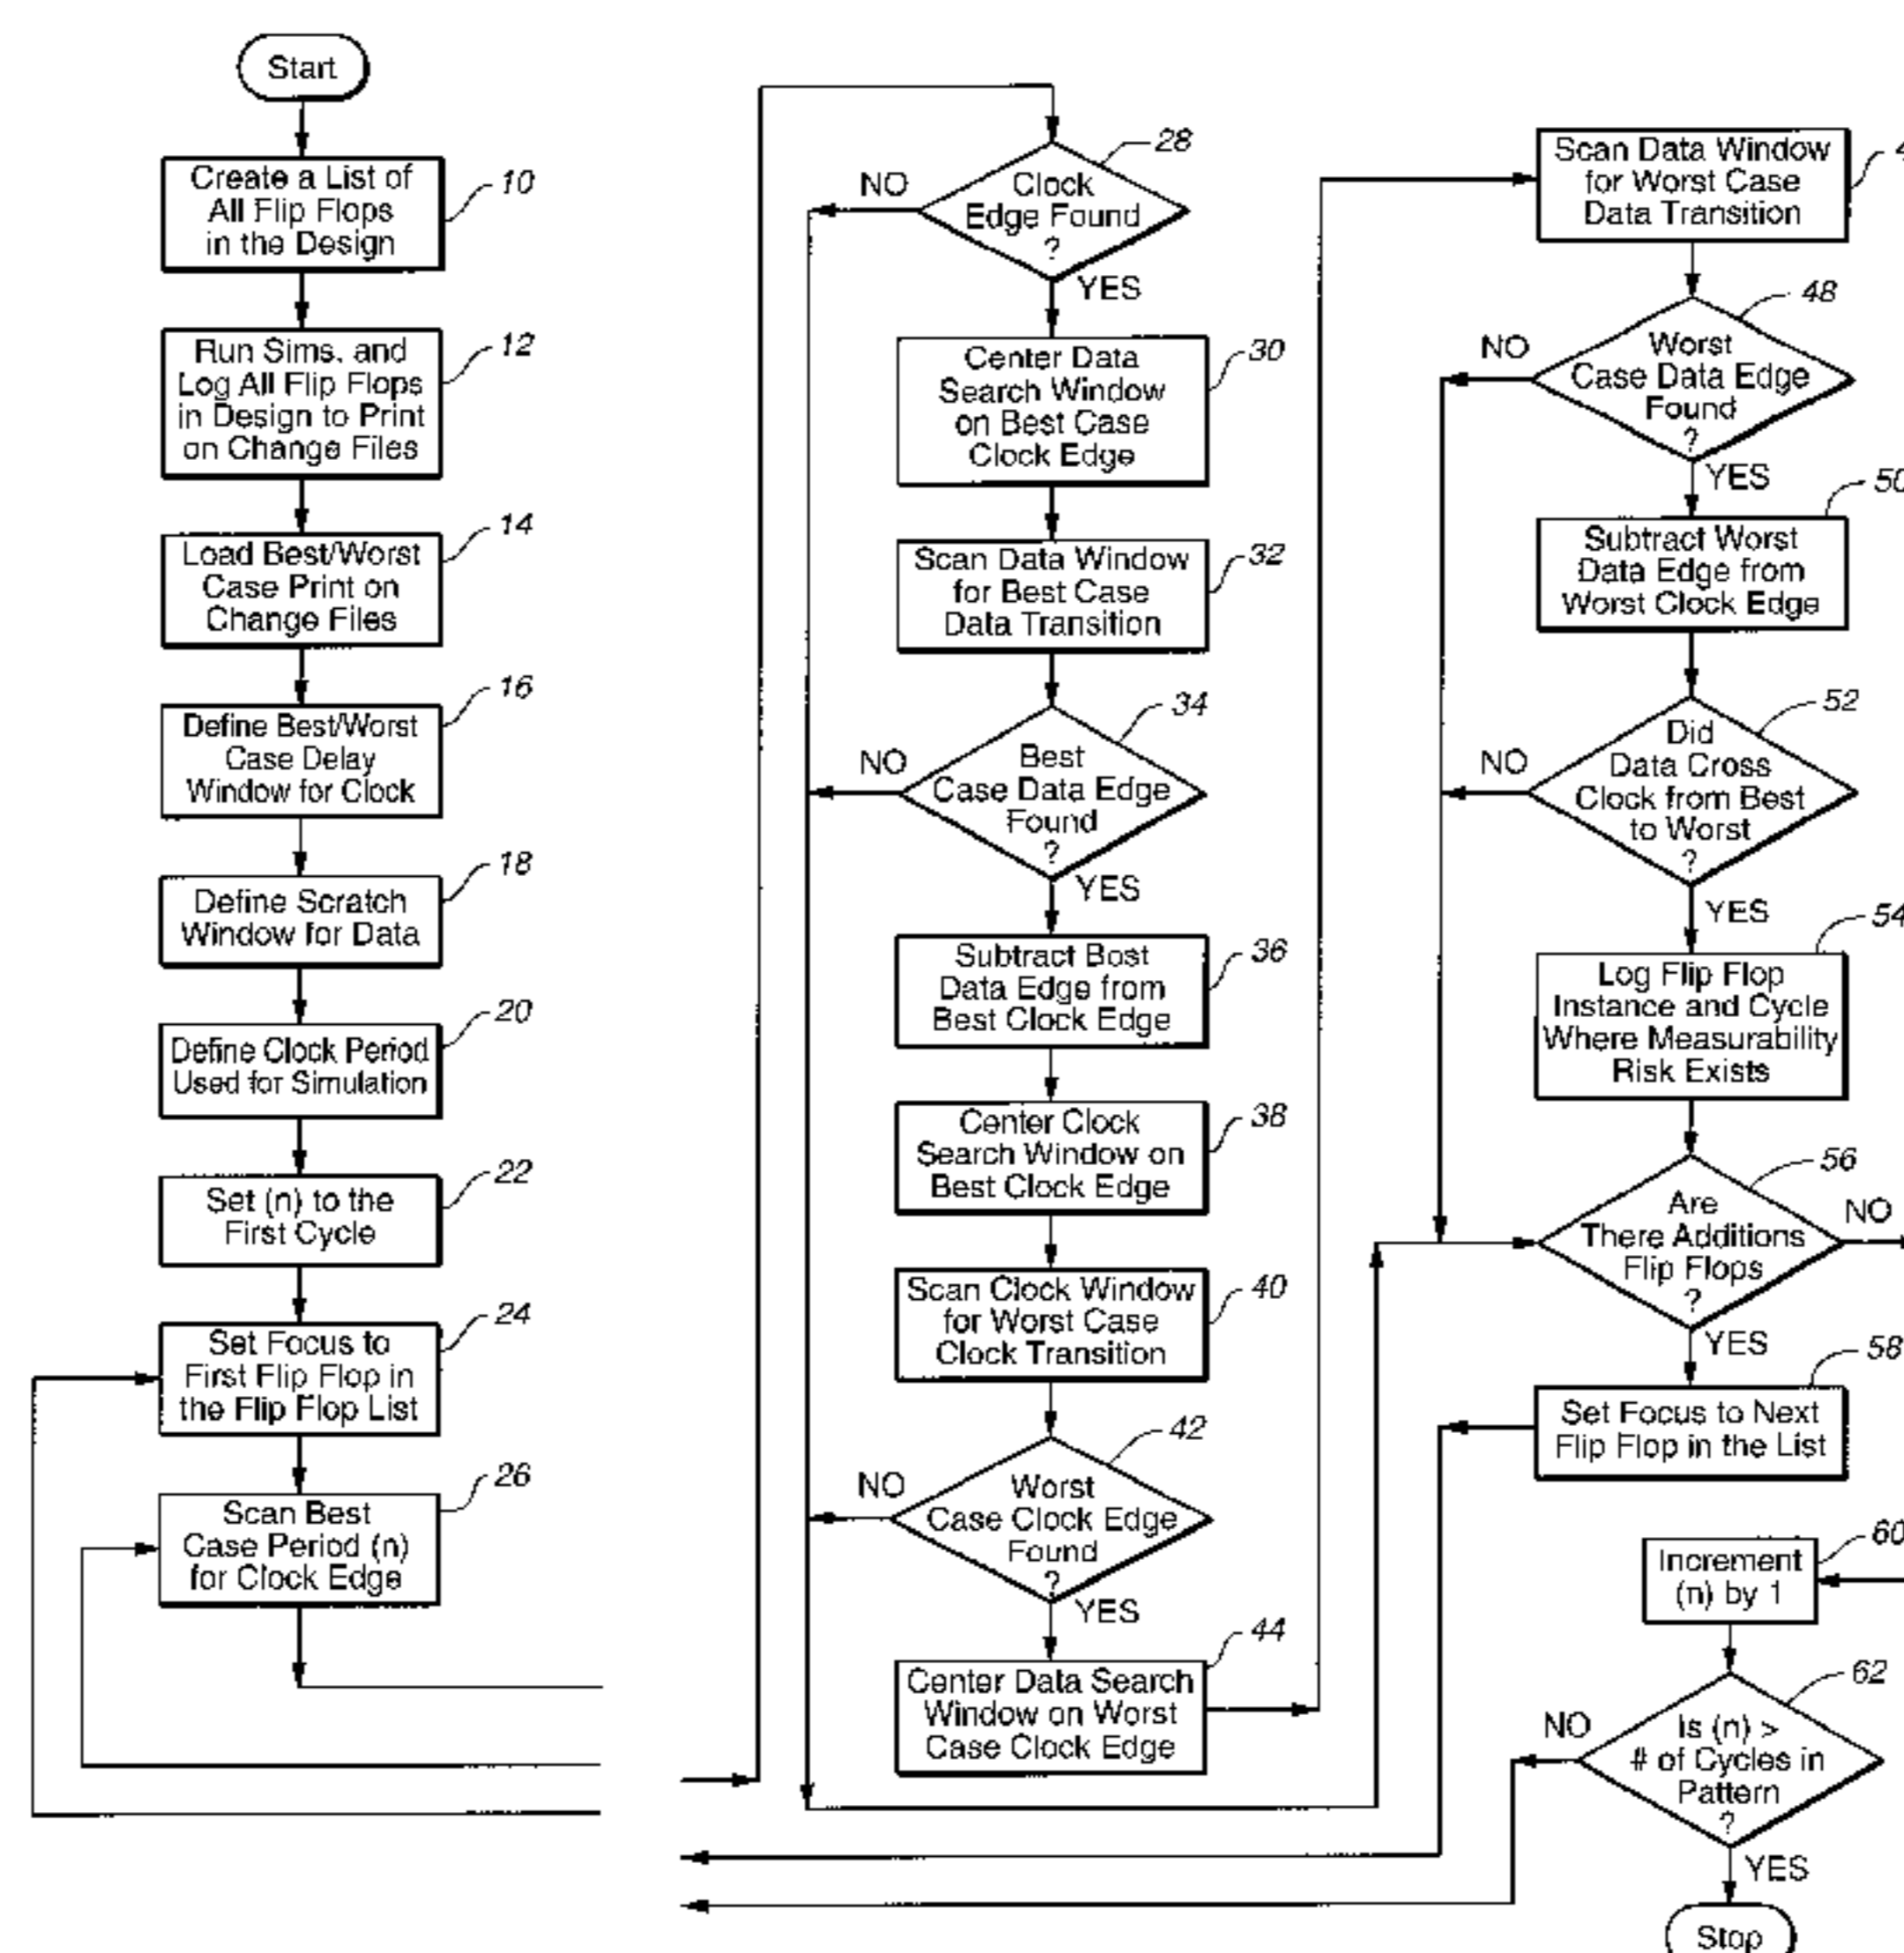 Start
Create a List of
All Flip Flops
in the Design
10
Run Sims. and
Log All Flip Flops
in Design to Print
on Change Files
12
Load Best/Worst
Case Print on
Change Files
14
Define Best/Worst
Case Delay
Window for Clock
16
Define Scratch
Window for Data
18
Define Clock Period
Used for Simulation
20
Set (n) to the
First Cycle
22
Set Focus to
First Flip Flop in
the Flip Flop List
24
Scan Best
Case Period (n)
for Clock Edge
26
Clock
Edge Found
?
28
NO
YES
Center Data
Search Window
on Best Case
Clock Edge
30
Scan Data Window
for Best Case
Data Transition
32
Best
Case Data Edge
Found
?
34
NO
YES
Subtract Bost
Data Edge from
Best Clock Edge
36
Center Clock
Search Window on
Best Clock Edge
38
Scan Clock Window
for Worst Case
Clock Transition
40
Worst
Case Clock Edge
Found
?
42
NO
YES
Center Data Search
Window on Worst
Case Clock Edge
44
Scan Data Window
for Worst Case
Data Transition
Worst
Case Data Edge
Found
?
48
NO
YES
Subtract Worst
Data Edge from
Worst Clock Edge
50
Did
Data Cross
Clock from Best
to Worst
?
52
NO
YES
Log Flip Flop
Instance and Cycle
Where Measurability
Risk Exists
54
Are
There Additions
Flip Flops
?
56
NO
YES
Set Focus to Next
Flip Flop in the List
58
Increment
(n) by 1
60
Is (n) >
# of Cycles in
Pattern
?
62
NO
YES
Stop